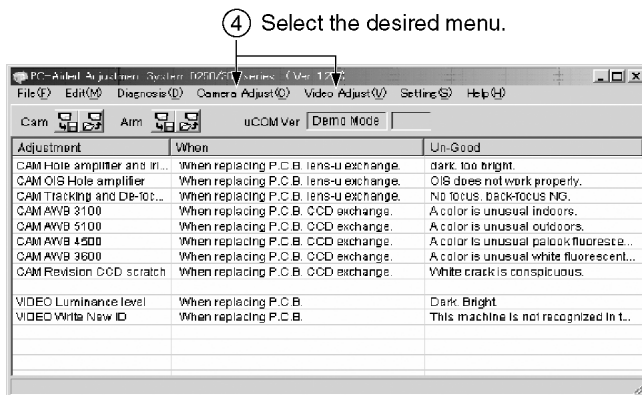 4 Select the desired menu.
PC-Aided Adjustment System D250/30 series ( Ver 1.2
File(F) Edit(M) Diagnosis(D) Camera Adjust(C) Video Adjust(V) Setting(S) Help(H)
Cam Arm uCOM Ver Demo Mode
Adjustment When Un-Good
CAM Hole amplifier and Iri... When replacing P.C.B. lens-u exchange. dark, too bright.
CAM OIS Hole amplifier When replacing P.C.B. lens-u exchange. OIS does not work properly.
CAM Tracking and De-foc... When replacing P.C.B. lens-u exchange. No focus, back-focus NG.
CAM AWB 3100 When replacing P.C.B. CCD exchange. A color is unusual indoors.
CAM AWB 5100 When replacing P.C.B. CCD exchange. A color is unusual outdoors.
CAM AWB 4500 When replacing P.C.B. CCD exchange. A color is unusual palook fluoresce...
CAM AWB 3600 When replacing P.C.B. CCD exchange. A color is unusual white fluorescent...
CAM Revision CCD scratch When replacing P.C.B. CCD exchange. White crack is conspicuous.
VIDEO Luminance level When replacing P.C.B. Dark. Bright.
VIDEO Write New ID When replacing P.C.B. This machine is not recognized in t...